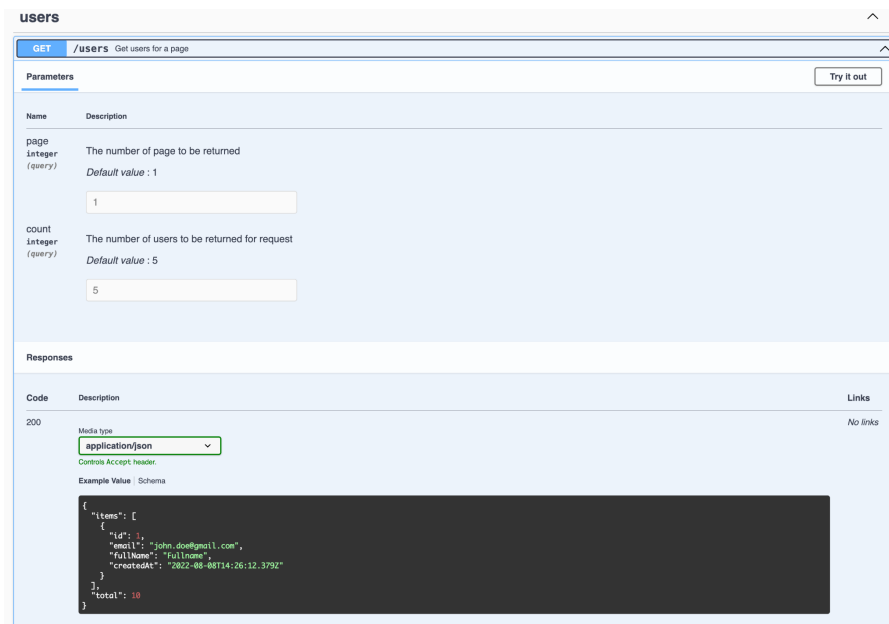 users
GET /users Get users for a page
Parameters
Try it out
Name Description
page
integer
(query)
The number of page to be returned
Default value : 1
1
count
integer
(query)
The number of users to be returned for request
Default value : 5
5
Responses
Code Description Links
200 No links
Media type
application/json
Controls Accept header.
Example Value Schema
{
  "items": [
    {
      "id": 1,
      "email": "john.doe@gmail.com",
      "fullName": "Fullname",
      "createdAt": "2022-08-08T14:26:12.379Z"
    }
  ],
  "total": 10
}